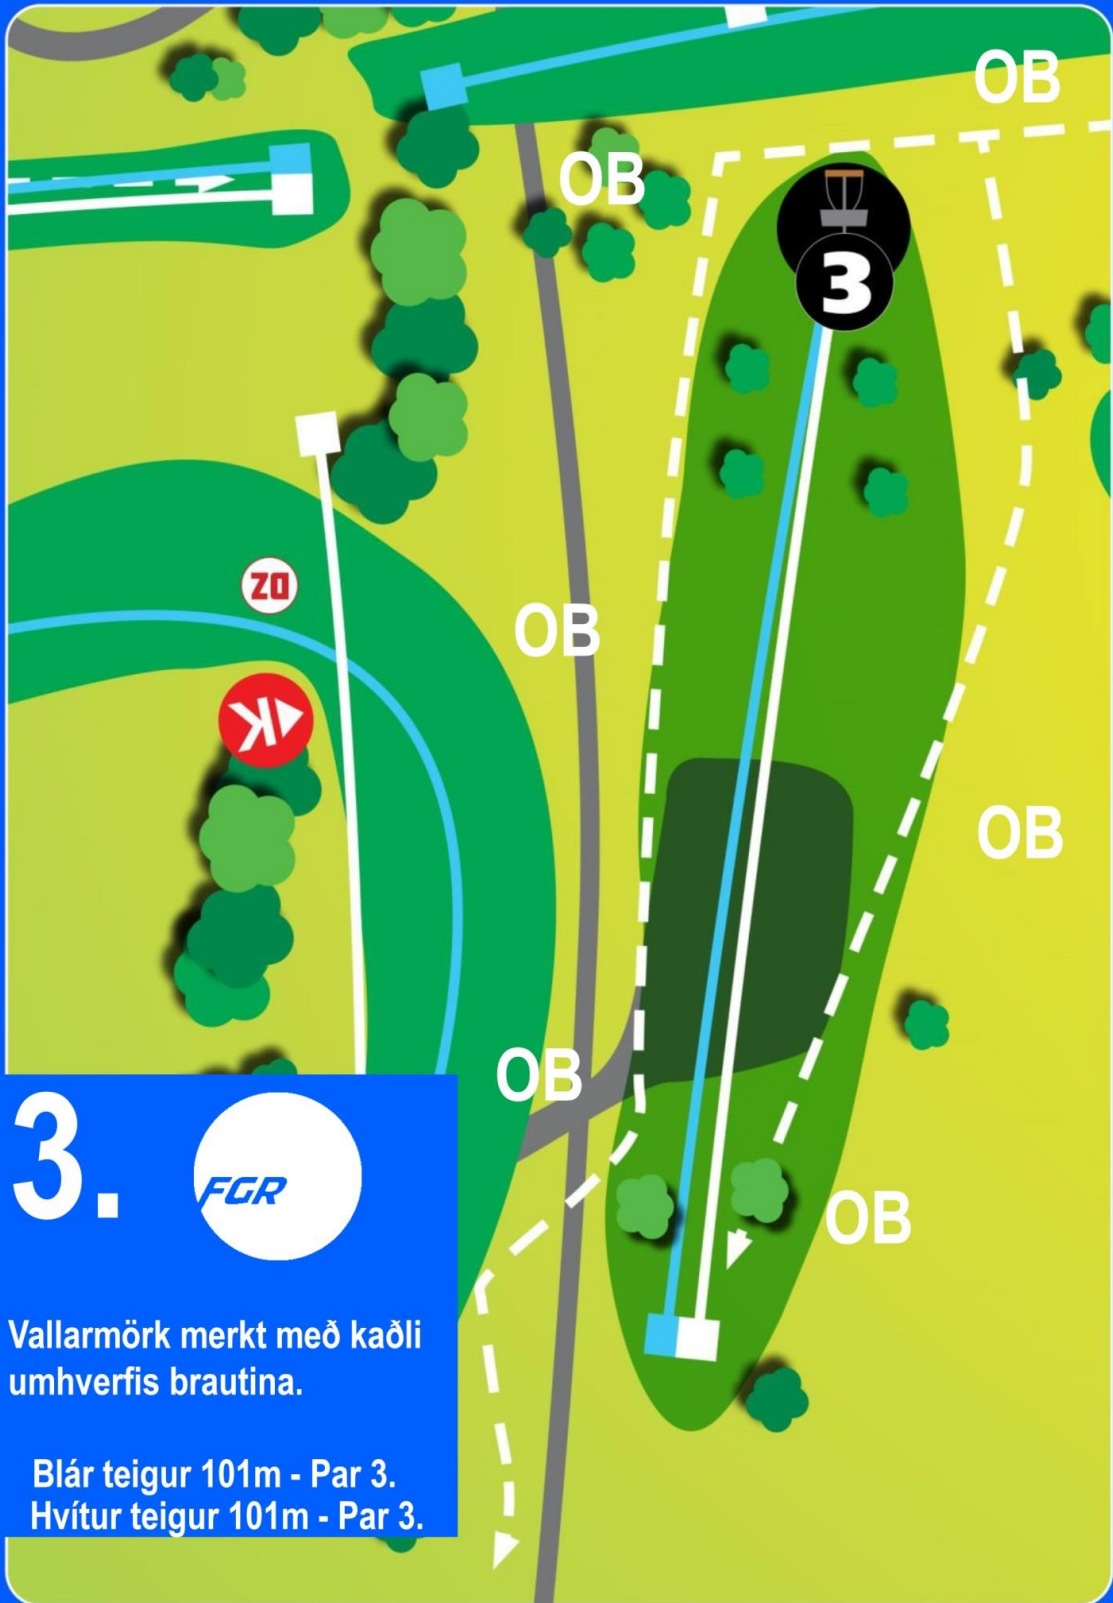 OB
OB
3
DZ
OB
K
OB
OB
OB
3.
FGR
Vallarmörk merkt með kaðli
umhverfis brautina.
Blár teigur 101m - Par 3.
Hvítur teigur 101m - Par 3.